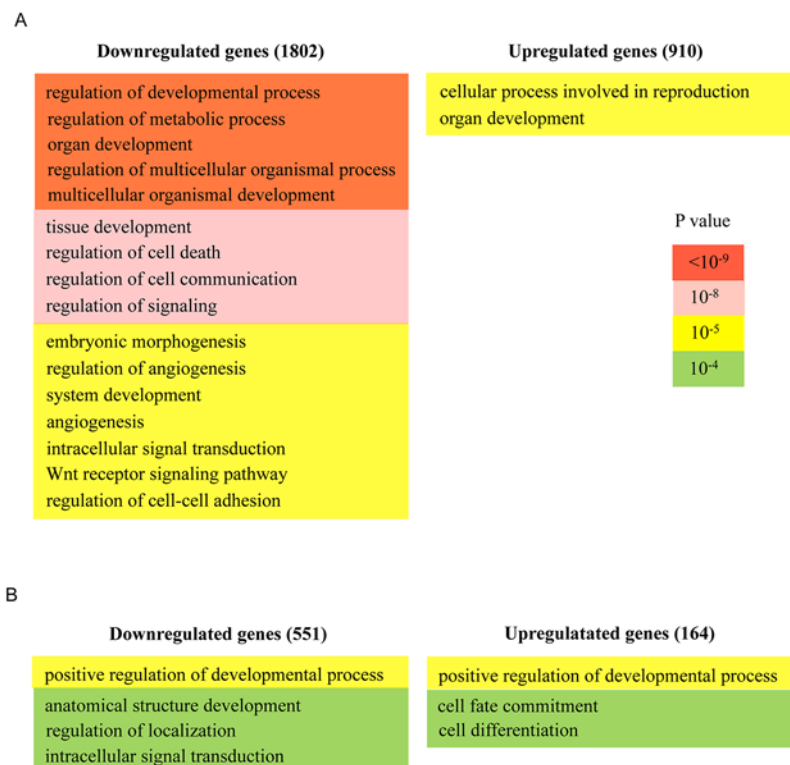 A
Downregulated genes (1802)
regulation of developmental process
regulation of metabolic process
organ development
regulation of multicellular organismal process
multicellular organismal development
tissue development
regulation of cell death
regulation of cell communication
regulation of signaling
embryonic morphogenesis
regulation of angiogenesis
system development
angiogenesis
intracellular signal transduction
Wnt receptor signaling pathway
regulation of cell-cell adhesion
Upregulated genes (910)
cellular process involved in reproduction
organ development
P value
<10⁻⁹
10⁻⁸
10⁻⁵
10⁻⁴
B
Downregulated genes (551)
positive regulation of developmental process
anatomical structure development
regulation of localization
intracellular signal transduction
Upregulatated genes (164)
positive regulation of developmental process
cell fate commitment
cell differentiation